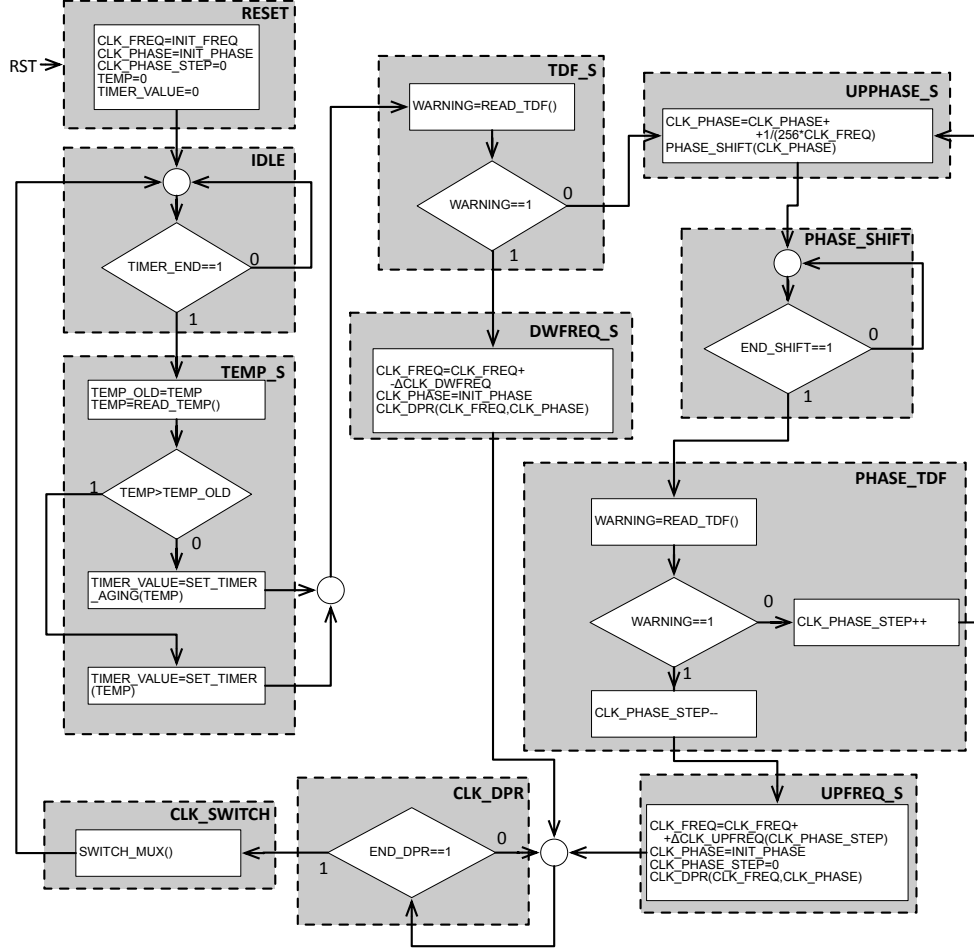 RESET
CLK_FREQ=INIT_FREQ
CLK_PHASE=INIT_PHASE
CLK_PHASE_STEP=0
TEMP=0
TIMER_VALUE=0
RST
IDLE
TIMER_END==1
0
1
TEMP_S
TEMP_OLD=TEMP
TEMP=READ_TEMP()
TEMP>TEMP_OLD
1
0
TIMER_VALUE=SET_TIMER
_AGING(TEMP)
TIMER_VALUE=SET_TIMER
(TEMP)
TDF_S
WARNING=READ_TDF()
WARNING==1
0
1
DWFREQ_S
CLK_FREQ=CLK_FREQ+
-ΔCLK_DWFREQ
CLK_PHASE=INIT_PHASE
CLK_DPR(CLK_FREQ,CLK_PHASE)
UPPHASE_S
CLK_PHASE=CLK_PHASE+
+1/(256*CLK_FREQ)
PHASE_SHIFT(CLK_PHASE)
PHASE_SHIFT
END_SHIFT==1
0
1
PHASE_TDF
WARNING=READ_TDF()
WARNING==1
0
CLK_PHASE_STEP++
1
CLK_PHASE_STEP--
UPFREQ_S
CLK_FREQ=CLK_FREQ+
+ΔCLK_UPFREQ(CLK_PHASE_STEP)
CLK_PHASE=INIT_PHASE
CLK_PHASE_STEP=0
CLK_DPR(CLK_FREQ,CLK_PHASE)
CLK_DPR
END_DPR==1
0
1
CLK_SWITCH
SWITCH_MUX()